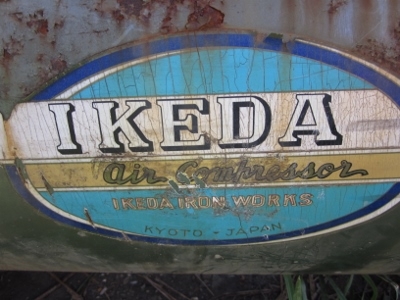 IKEDA
Air Compressor
IKEDA IRON WORKS
KYOTO - JAPAN